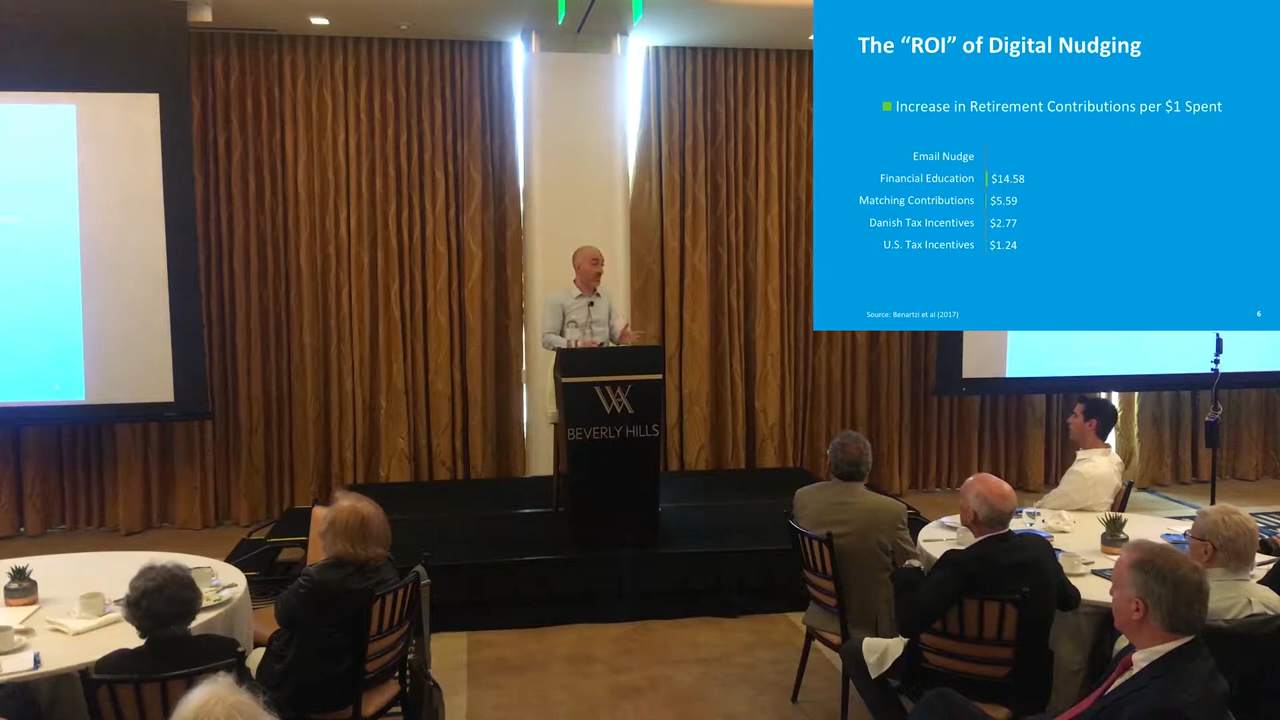 The “ROI” of Digital Nudging
Increase in Retirement Contributions per $1 Spent
Email Nudge
Financial Education $14.58
Matching Contributions $5.59
Danish Tax Incentives $2.77
U.S. Tax Incentives $1.24
Source: Benartzi et al (2017) 6
WA
BEVERLY HILLS